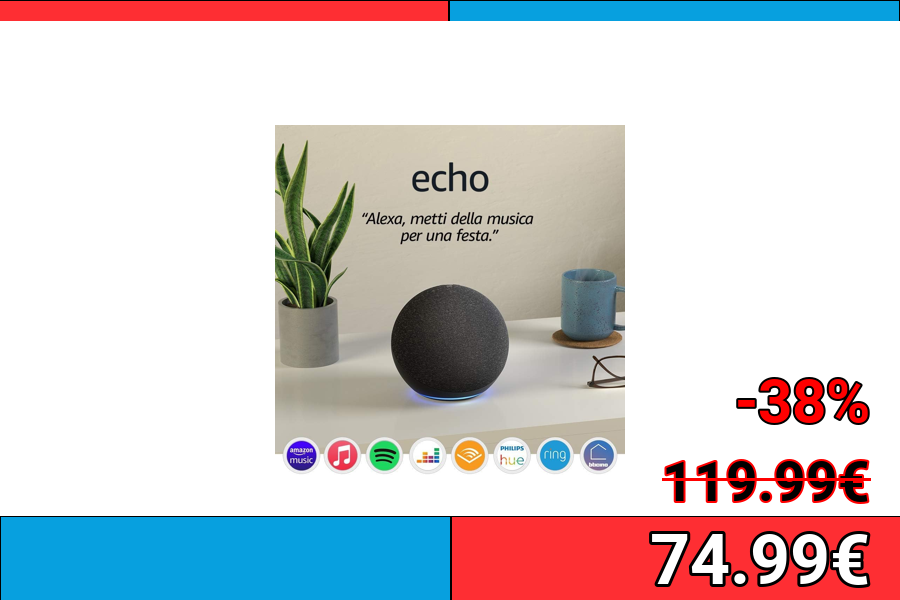 echo
“Alexa, metti della musica
per una festa.”
amazon
music
PHILIPS
hue
ring
-38%
119.99€
74.99€